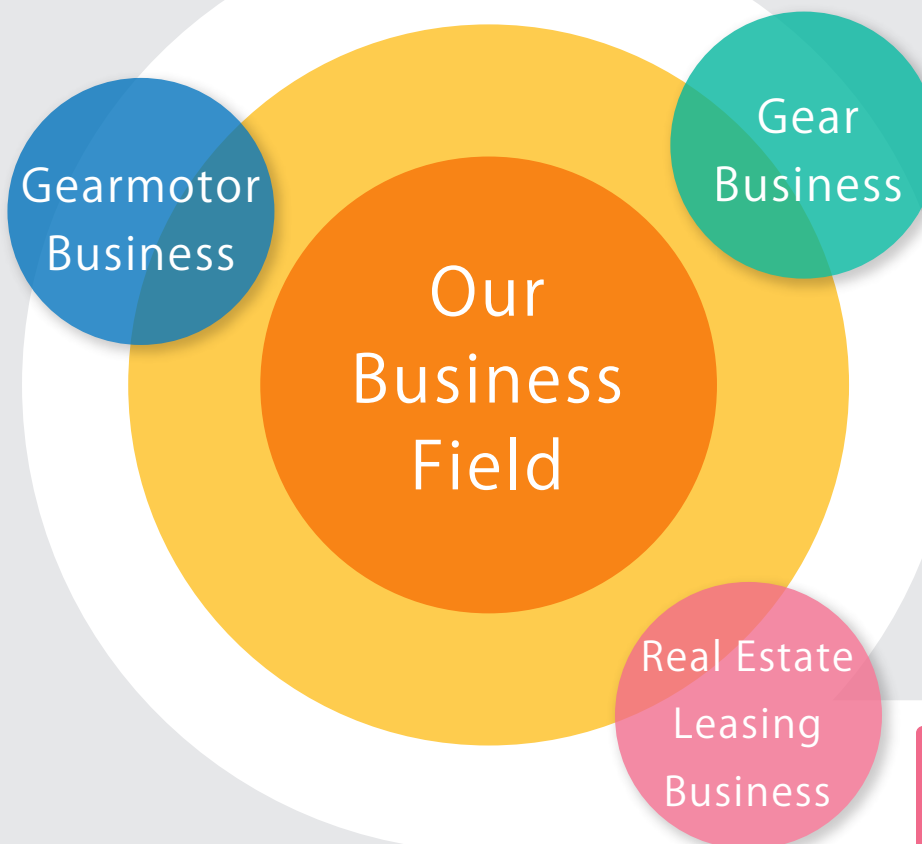 Gearmotor
Business
Gear
Business
Our
Business
Field
Real Estate
Leasing
Business